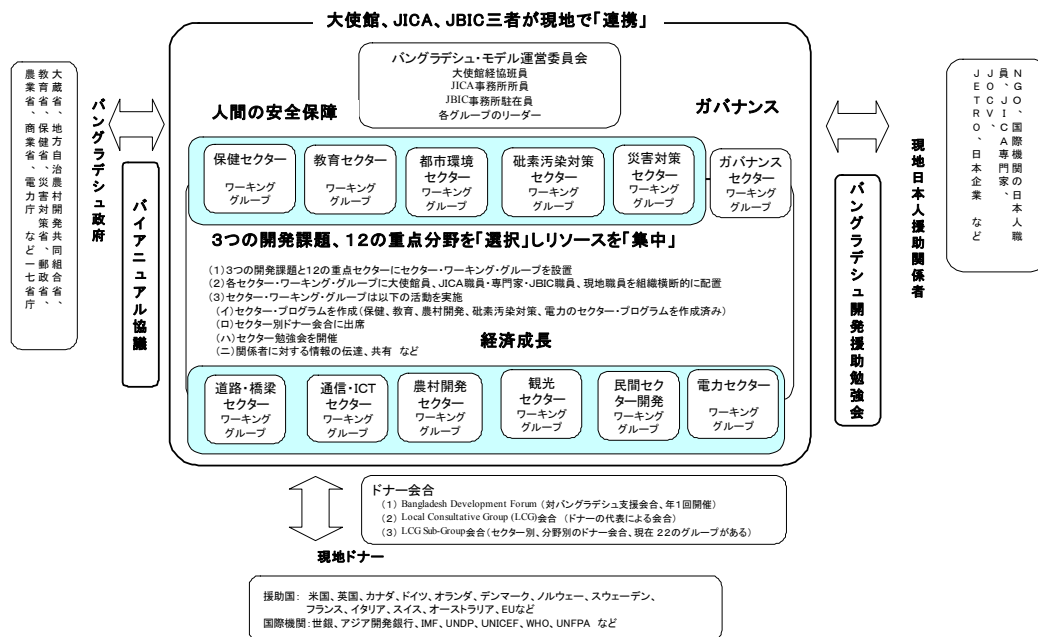 大使館、JICA、JBIC三者が現地で「連携」
バングラデシュ・モデル運営委員会
大使館経協班員
JICA事務所所員
JBIC事務所駐在員
各グループのリーダー
大蔵省、地方自治農村開発共同組合省、
教育省、保健省、災害対策省、郵政省、
農業省、商業省、電力庁 など一七省庁
バングラデシュ政府
バイアニュアル協議
人間の安全保障
ガバナンス
保健セクター
ワーキング
グループ
教育セクター
ワーキング
グループ
都市環境
セクター
ワーキング
グループ
砒素汚染対策
セクター
ワーキング
グループ
災害対策
セクター
ワーキング
グループ
ガバナンス
セクター
ワーキング
グループ
3つの開発課題、12の重点分野を「選択」しリソースを「集中」
(1)3つの開発課題と12の重点セクターにセクター・ワーキング・グループを設置
(2)各セクター・ワーキング・グループに大使館員、JICA職員・専門家・JBIC職員、現地職員を組織横断的に配置
(3)セクター・ワーキング・グループは以下の活動を実施
(イ)セクター・プログラムを作成(保健、教育、農村開発、砒素汚染対策、電力のセクター・プログラムを作成済み)
(ロ)セクター別ドナー会合に出席
(ハ)セクター勉強会を開催
(ニ)関係者に対する情報の伝達、共有 など
経済成長
道路・橋梁
セクター
ワーキング
グループ
通信・ICT
セクター
ワーキング
グループ
農村開発
セクター
ワーキング
グループ
観光
セクター
ワーキング
グループ
民間セク
ター開発
ワーキング
グループ
電力セクター
ワーキング
グループ
バングラデシュ開発援助勉強会
現地日本人援助関係者
NGO、国際機関の日本人職
員、JICA専門家、
JOCV、
JETRO、日本企業 など
ドナー会合
(1) Bangladesh Development Forum (対バングラデシュ支援会合、年1回開催)
(2) Local Consultative Group (LCG)会合 (ドナーの代表による会合)
(3) LCG Sub-Group会合(セクター別、分野別のドナー会合、現在 22のグループがある)
現地ドナー
援助国: 米国、英国、カナダ、ドイツ、オランダ、デンマーク、ノルウェー、スウェーデン、
フランス、イタリア、スイス、オーストラリア、EUなど
国際機関:世銀、アジア開発銀行、IMF、UNDP、UNICEF、WHO、UNFPA など